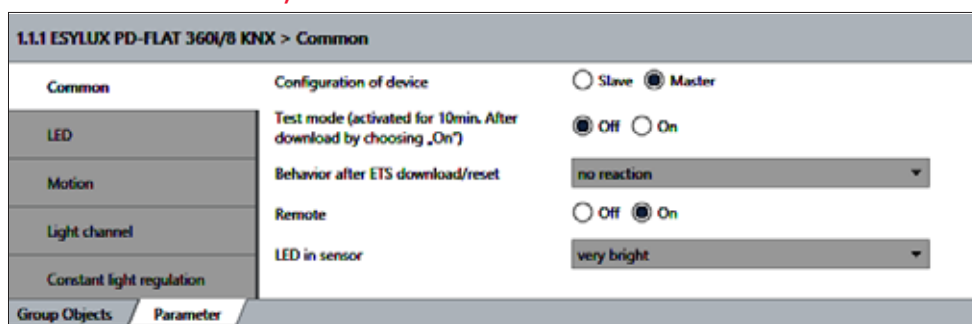 1.1.1 ESYLUX PD-FLAT 360i/8 KNX > Common
Common
Configuration of device
Slave Master
LED
Test mode (activated for 10min. After
download by choosing „On")
Off On
Motion
Behavior after ETS download/reset
no reaction
Light channel
Remote
Off On
LED in sensor
very bright
Constant light regulation
Group Objects Parameter